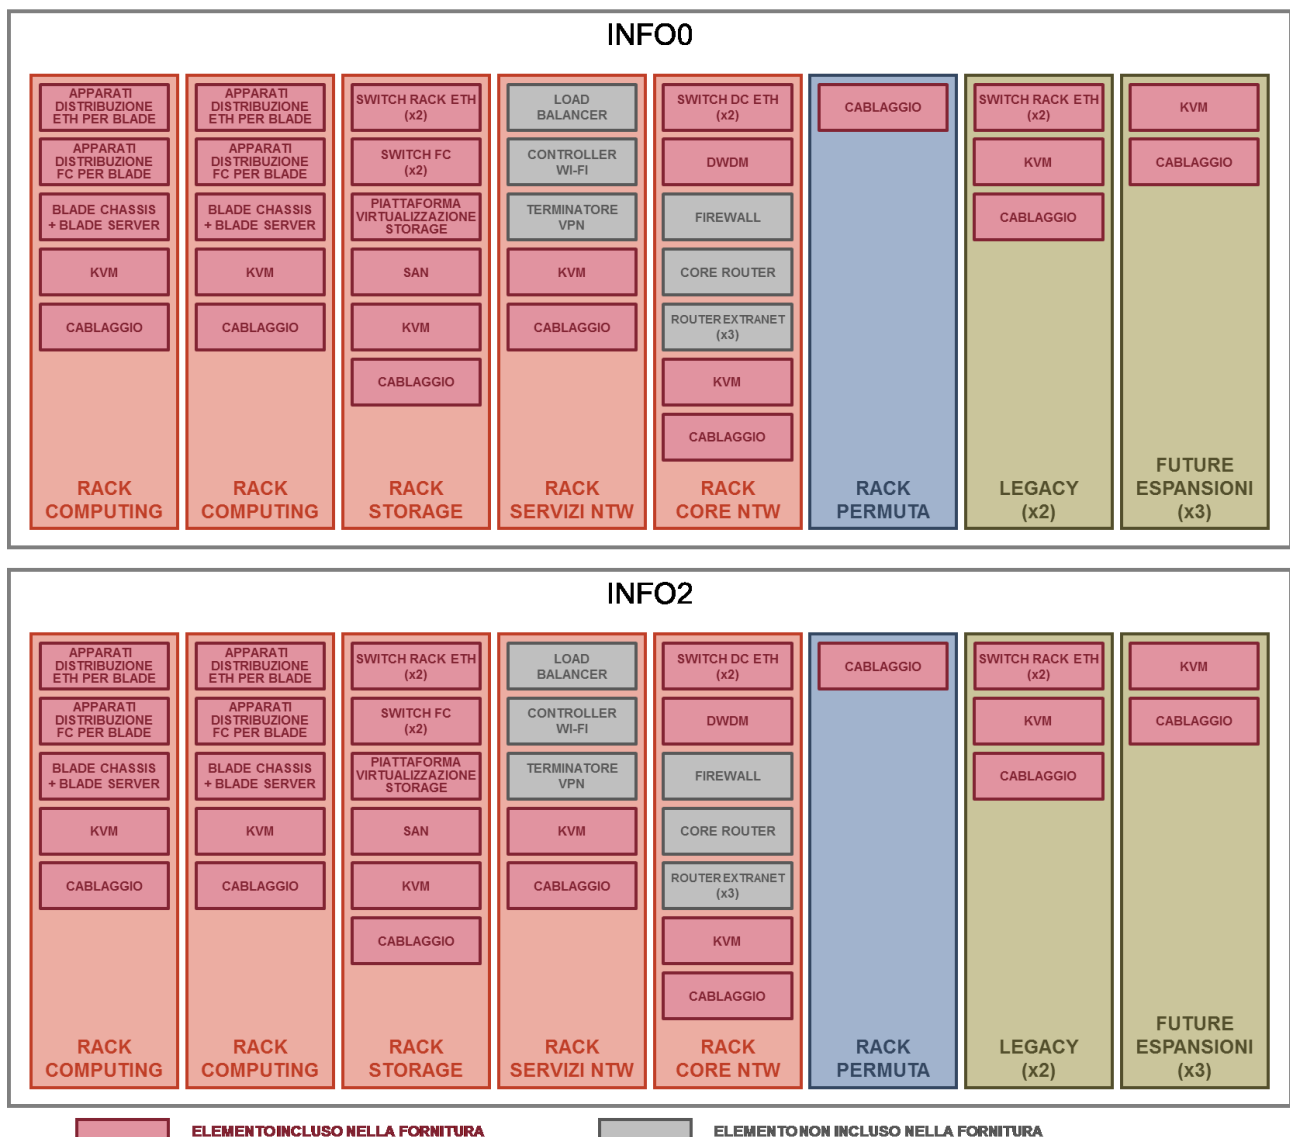 INFO0
APPARATI
DISTRIBUZIONE
ETH PER BLADE
APPARATI
DISTRIBUZIONE
FC PER BLADE
BLADE CHASSIS
+ BLADE SERVER
KVM
CABLAGGIO
RACK
COMPUTING
APPARATI
DISTRIBUZIONE
ETH PER BLADE
APPARATI
DISTRIBUZIONE
FC PER BLADE
BLADE CHASSIS
+ BLADE SERVER
KVM
CABLAGGIO
RACK
COMPUTING
SWITCH RACK ETH
(x2)
SWITCH FC
(x2)
PIATTAFORMA
VIRTUALIZZAZIONE
STORAGE
SAN
KVM
CABLAGGIO
RACK
STORAGE
LOAD
BALANCER
CONTROLLER
WI-FI
TERMINATORE
VPN
KVM
CABLAGGIO
RACK
SERVIZI NTW
SWITCH DC ETH
(x2)
DWDM
FIREWALL
CORE ROUTER
ROUTER EXTRANET
(x3)
KVM
CABLAGGIO
RACK
CORE NTW
CABLAGGIO
RACK
PERMUTA
SWITCH RACK ETH
(x2)
KVM
CABLAGGIO
LEGACY
(x2)
KVM
CABLAGGIO
FUTURE
ESPANSIONI
(x3)
INFO2
APPARATI
DISTRIBUZIONE
ETH PER BLADE
APPARATI
DISTRIBUZIONE
FC PER BLADE
BLADE CHASSIS
+ BLADE SERVER
KVM
CABLAGGIO
RACK
COMPUTING
APPARATI
DISTRIBUZIONE
ETH PER BLADE
APPARATI
DISTRIBUZIONE
FC PER BLADE
BLADE CHASSIS
+ BLADE SERVER
KVM
CABLAGGIO
RACK
COMPUTING
SWITCH RACK ETH
(x2)
SWITCH FC
(x2)
PIATTAFORMA
VIRTUALIZZAZIONE
STORAGE
SAN
KVM
CABLAGGIO
RACK
STORAGE
LOAD
BALANCER
CONTROLLER
WI-FI
TERMINATORE
VPN
KVM
CABLAGGIO
RACK
SERVIZI NTW
SWITCH DC ETH
(x2)
DWDM
FIREWALL
CORE ROUTER
ROUTER EXTRANET
(x3)
KVM
CABLAGGIO
RACK
CORE NTW
CABLAGGIO
RACK
PERMUTA
SWITCH RACK ETH
(x2)
KVM
CABLAGGIO
LEGACY
(x2)
KVM
CABLAGGIO
FUTURE
ESPANSIONI
(x3)
ELEMENTO INCLUSO NELLA FORNITURA
ELEMENTO NON INCLUSO NELLA FORNITURA